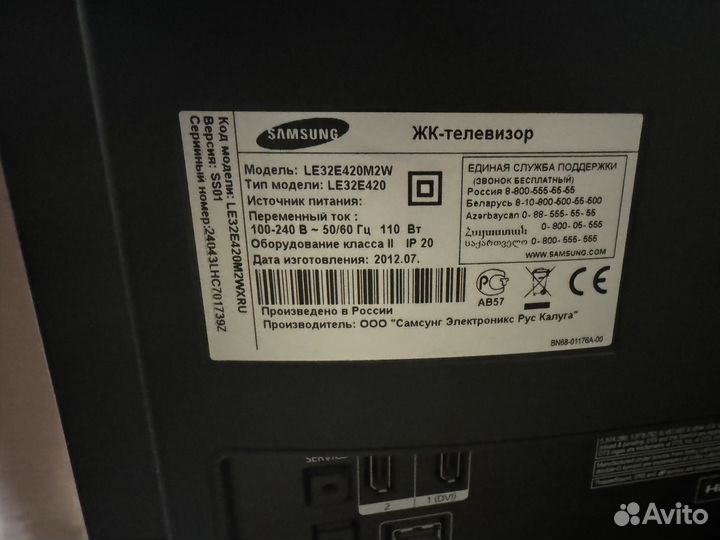 Код модели: LE32E420M2WXRU
Версия: SS01
Серийный номер: 24043LHC701739Z
SAMSUNG
ЖК-телевизор
Модель: LE32E420M2W
Тип модели: LE32E420
Источник питания:
Переменный ток :
100-240 В ~ 50/60 Гц 110 Вт
Оборудование класса II IP 20
Дата изготовления: 2012.07.
ЕДИНАЯ СЛУЖБА ПОДДЕРЖКИ
(ЗВОНОК БЕСПЛАТНЫЙ)
Россия 8-800-555-55-55
Беларусь 8-10-800-500-55-500
Azərbaycan 0- 88- 555- 55- 55
Հայաստան 0- 800- 05- 555
საქართველო 0- 800- 555- 555
WWW.SAMSUNG.COM
АВ57
CE
Произведено в России
Производитель: ООО "Самсунг Электроникс Рус Калуга"
BN68-01176A-00
SERVICE
2
1 (DVI)
Avito